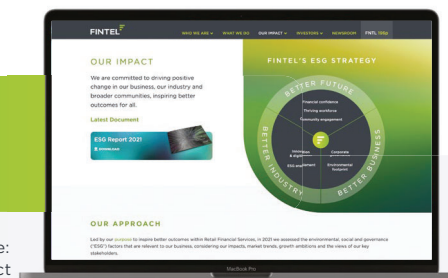 FINTEL
WHO WE ARE
WHAT WE DO
OUR IMPACT
INVESTORS
NEWSROOM
FNTL
OUR IMPACT
We are committed to driving positive
change in our business, our industry and
broader communities, inspiring better
outcomes for all.
Latest Document
ESG Report 2021
DOWNLOAD
FINTEL'S ESG STRATEGY
BETTER FUTURE
Financial confidence
Thriving workforce
Community engagement
BETTER INDUSTRY
Innovation
& digital
ESG
BETTER BUSINESS
Corporate
Environmental
footprint
OUR APPROACH
Led by our purpose to inspire better outcomes within Retail Financial Services, in 2021 we assessed the environmental, social and governance
("ESG") factors that are relevant to our business, considering our impacts, market trends, growth ambitions and the views of our key
stakeholders.
MacBook Pro
e:
ct